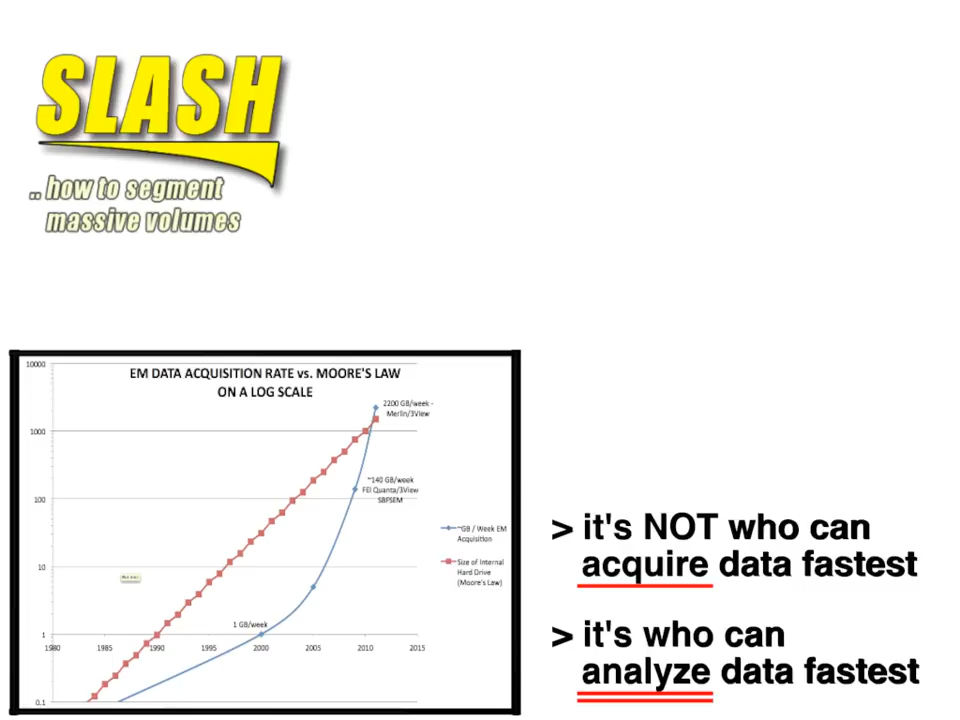 SLASH
.. how to segment
massive volumes
EM DATA ACQUISITION RATE vs. MOORE'S LAW
ON A LOG SCALE
10000
1000
100
10
1
0.1
1980 1985 1990 1995 2000 2005 2010 2015
2200 GB/week -
Merlin/3View
~140 GB/week
FEI Quanta/3View
SBFSEM
1 GB/week
~GB / Week EM
Acquisition
Size of Internal
Hard Drive
(Moore's Law)
> it's NOT who can
acquire data fastest
> it's who can
analyze data fastest